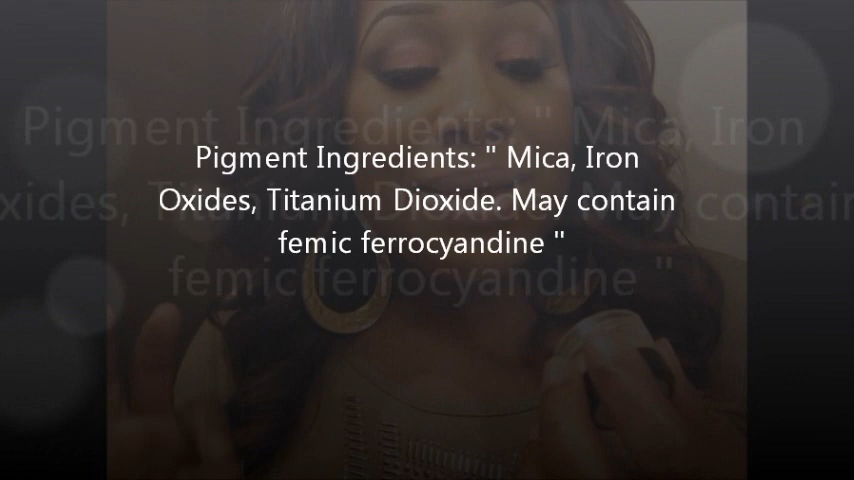 Pigment Ingredients: " Mica, Iron
Oxides, Titanium Dioxide. May contain
femic ferrocyandine "